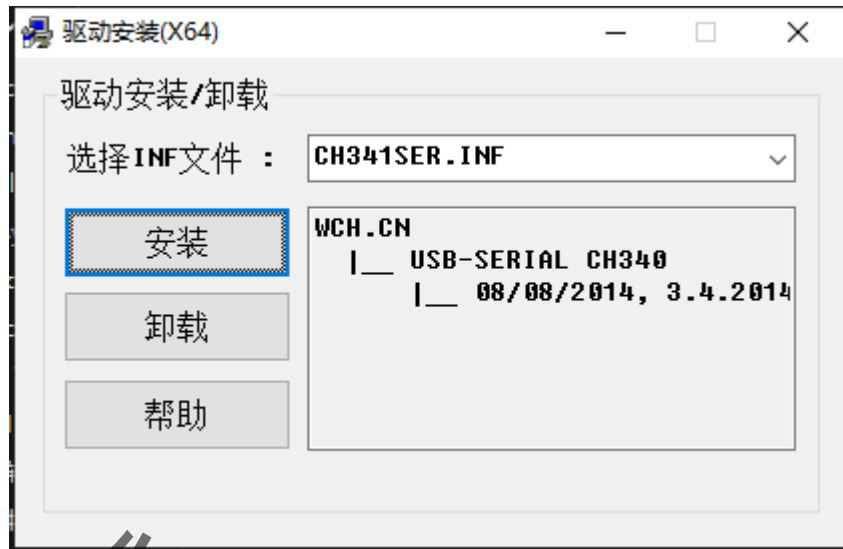 驱动安装(X64)
驱动安装/卸载
选择INF文件 : CH341SER.INF
安装
卸载
帮助
WCH.CN
|__ USB-SERIAL CH340
|__ 08/08/2014, 3.4.2014